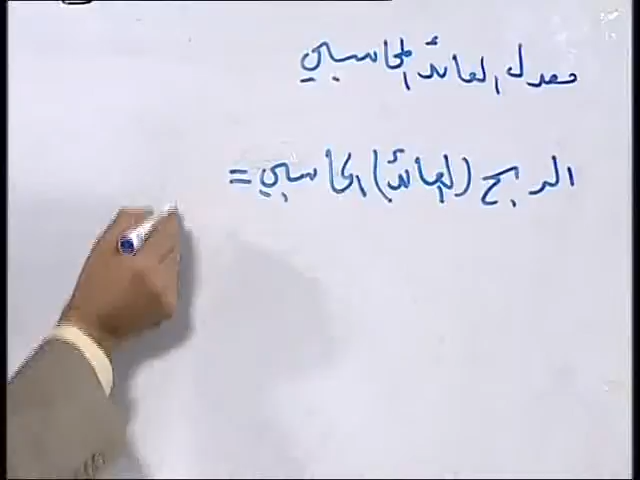 معدل العائد المحاسبي
الربح (العائد) المحاسبي =